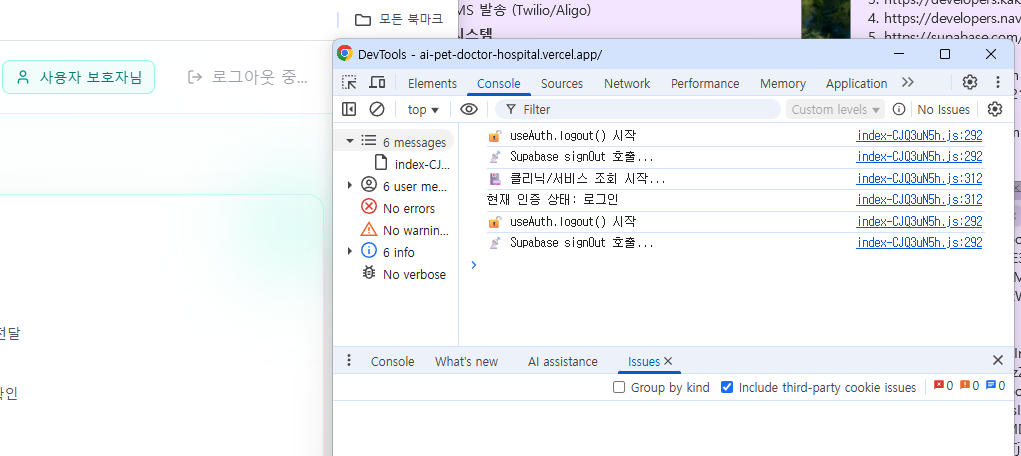 모든 북마크
MS 발송 (Twilio/Aligo)
시스템
4. https://developers.nav
5. https://supabase.com/
사용자 보호자님
로그아웃 중...
DevTools - ai-pet-doctor-hospital.vercel.app/
Elements Console Sources Network Performance Memory Application
top Filter Custom levels No Issues
6 messages
index-CJ...
6 user me...
No errors
No warnin...
6 info
No verbose
useAuth.logout() 시작 index-CJQ3uN5h.js:292
Supabase signOut 호출... index-CJQ3uN5h.js:292
클리닉/서비스 조회 시작... index-CJQ3uN5h.js:312
현재 인증 상태: 로그인 index-CJQ3uN5h.js:312
useAuth.logout() 시작 index-CJQ3uN5h.js:292
Supabase signOut 호출... index-CJQ3uN5h.js:292
전달
확인
Console What's new AI assistance Issues
Group by kind Include third-party cookie issues 0 0 0